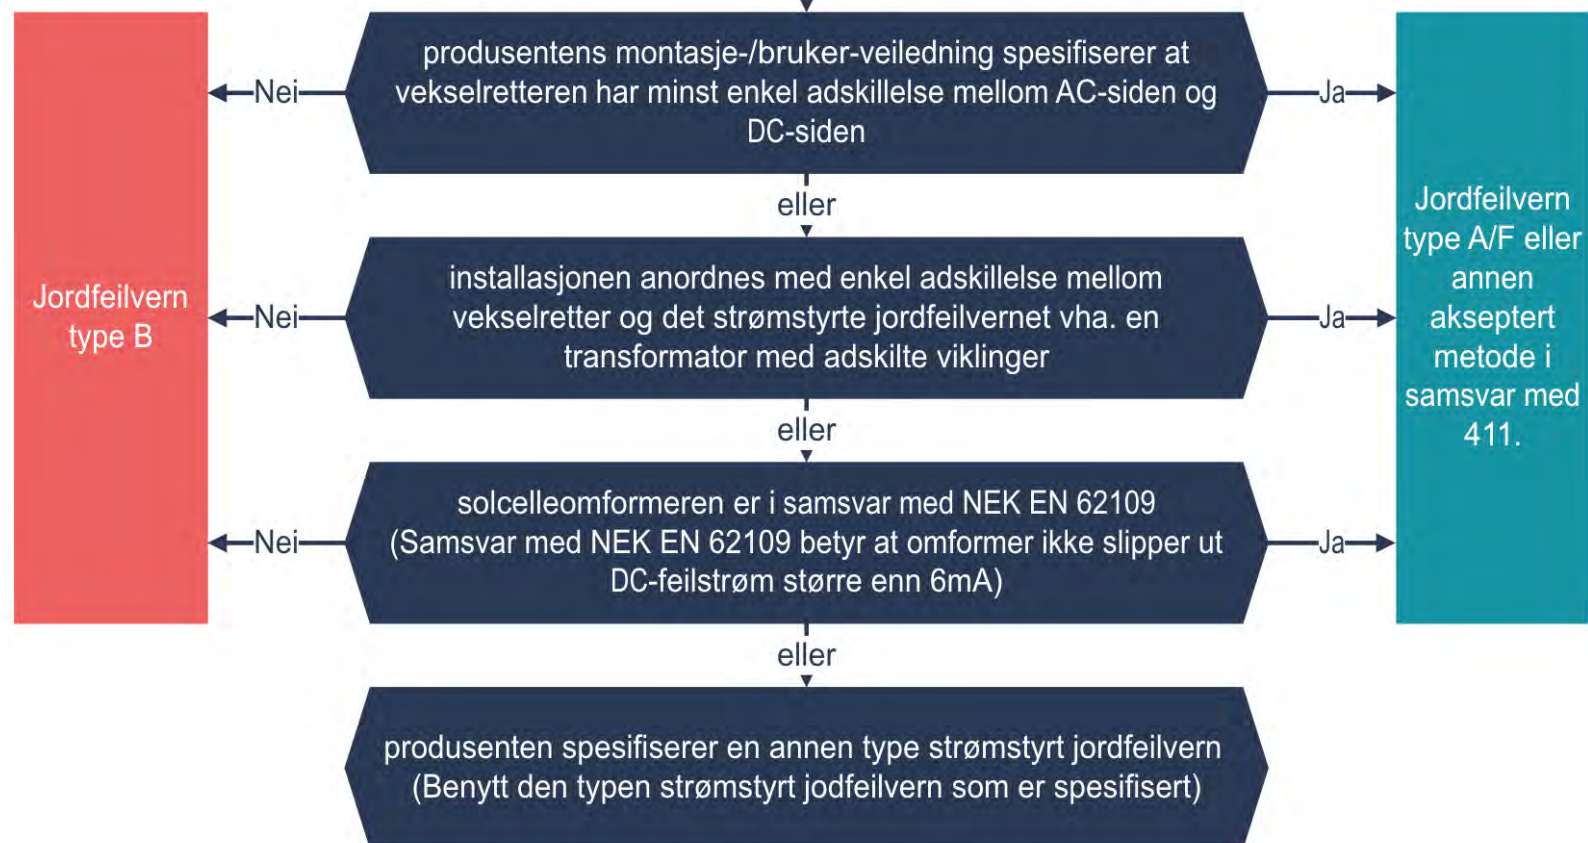 produsentens montasje-/bruker-veiledning spesifiserer at
vekselretteren har minst enkel adskillelse mellom AC-siden og
DC-siden
Nei
Ja
eller
installasjonen anordnes med enkel adskillelse mellom
vekselretter og det strømstyrte jordfeilvernet vha. en
transformator med adskilte viklinger
Nei
Ja
Jordfeilvern
type B
Jordfeilvern
type A/F eller
annen
akseptert
metode i
samsvar med
411.
eller
solcelleomformeren er i samsvar med NEK EN 62109
(Samsvar med NEK EN 62109 betyr at omformer ikke slipper ut
DC-feilstrøm større enn 6mA)
Nei
Ja
eller
produsenten spesifiserer en annen type strømstyrt jordfeilvern
(Benytt den typen strømstyrt jodfeilvern som er spesifisert)